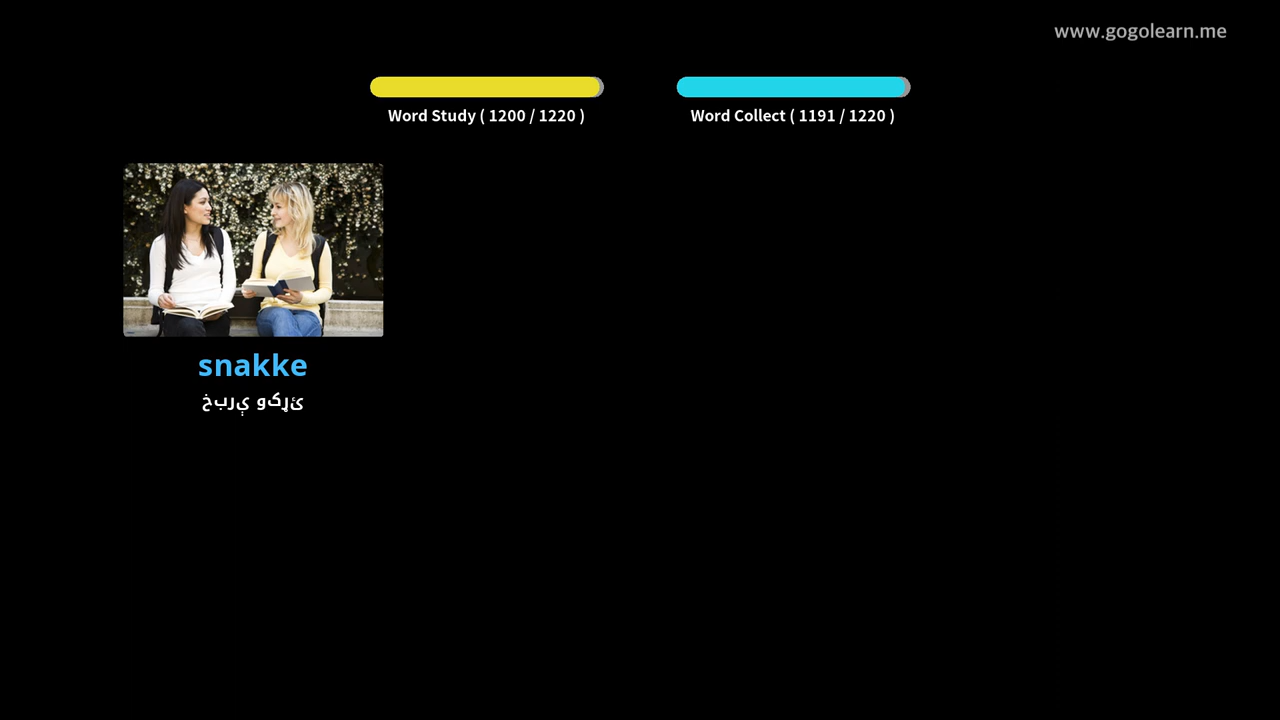 www.gogolearn.me
Word Study ( 1200 / 1220 )
Word Collect ( 1191 / 1220 )
snakke
خبرې وکړئ